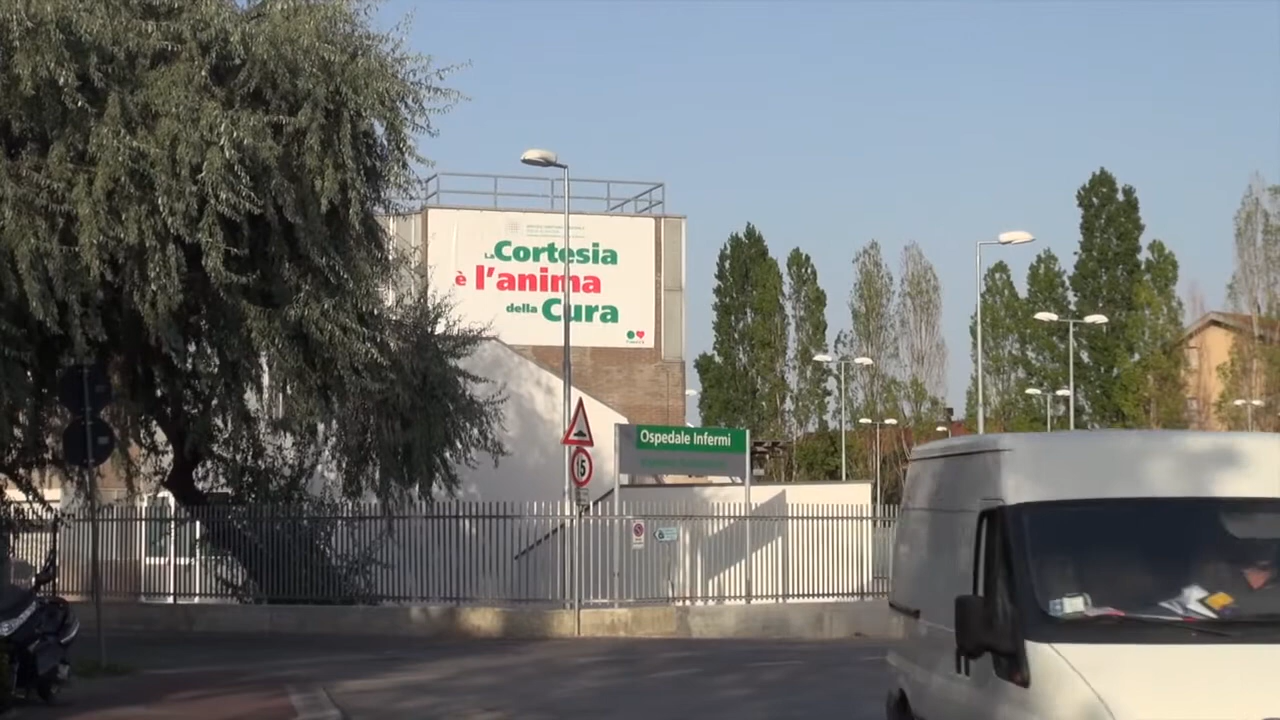 La Cortesia
è l'anima
della Cura
Ospedale Infermi
15